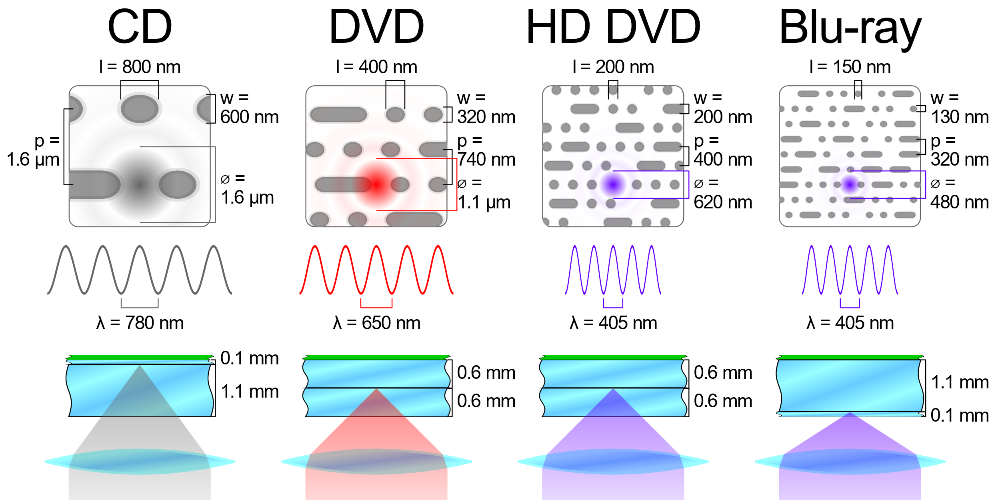 CD
l = 800 nm
w =
600 nm
p =
1.6 µm
⌀ =
1.6 µm
λ = 780 nm
0.1 mm
1.1 mm
DVD
l = 400 nm
w =
320 nm
p =
740 nm
⌀ =
1.1 µm
λ = 650 nm
0.6 mm
0.6 mm
HD DVD
l = 200 nm
w =
200 nm
p =
400 nm
⌀ =
620 nm
λ = 405 nm
0.6 mm
0.6 mm
Blu-ray
l = 150 nm
w =
130 nm
p =
320 nm
⌀ =
480 nm
λ = 405 nm
1.1 mm
0.1 mm